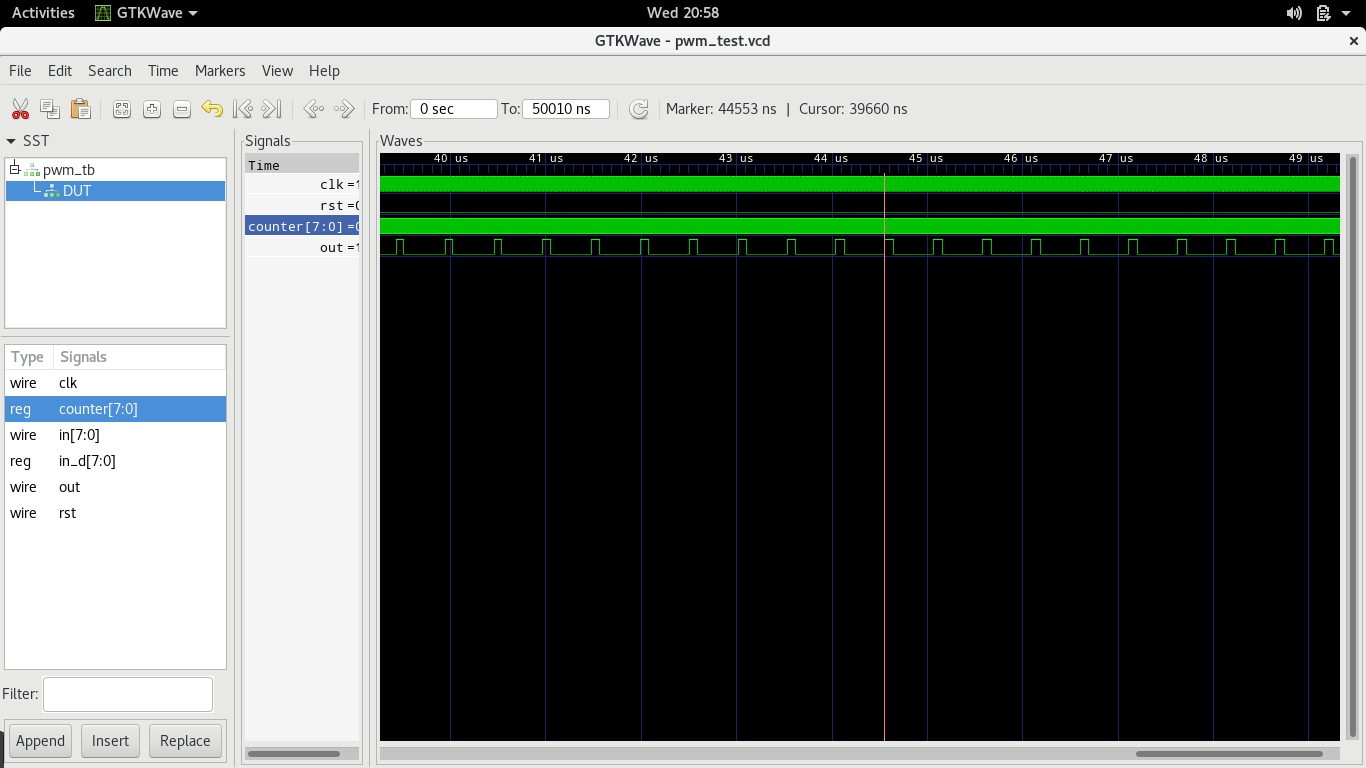 Activities GTKWave Wed 20:58
GTKWave - pwm_test.vcd
File Edit Search Time Markers View Help
From: 0 sec To: 50010 ns Marker: 44553 ns | Cursor: 39660 ns
SST
pwm_tb
DUT
Type Signals
wire clk
reg counter[7:0]
wire in[7:0]
reg in_d[7:0]
wire out
wire rst
Filter:
Append Insert Replace
Signals
Time
clk =1
rst =0
counter[7:0] =0
out =1
Waves
40 us 41 us 42 us 43 us 44 us 45 us 46 us 47 us 48 us 49 us